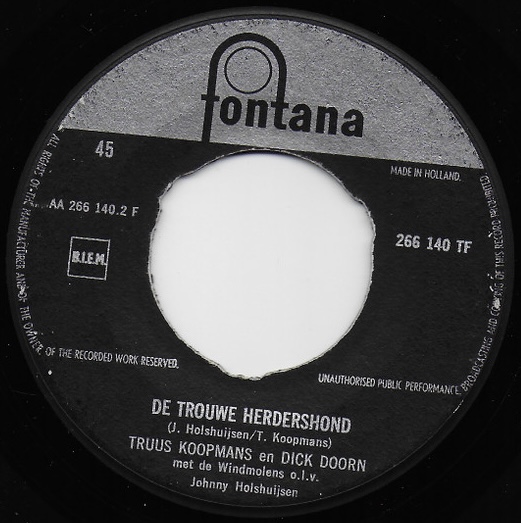 fontana
45
MADE IN HOLLAND.
AA 266 140.2 F
266 140 TF
B.I.E.M.
ALL RIGHTS OF THE MANUFACTURER AND OF THE OWNER OF THE RECORDED WORK RESERVED.
UNAUTHORISED PUBLIC PERFORMANCE, BROADCASTING AND COPYING OF THIS RECORD PROHIBITED
DE TROUWE HERDERSHOND
(J. Holshuijsen/T. Koopmans)
TRUUS KOOPMANS en DICK DOORN
met de Windmolens o.l.v.
Johnny Holshuijsen